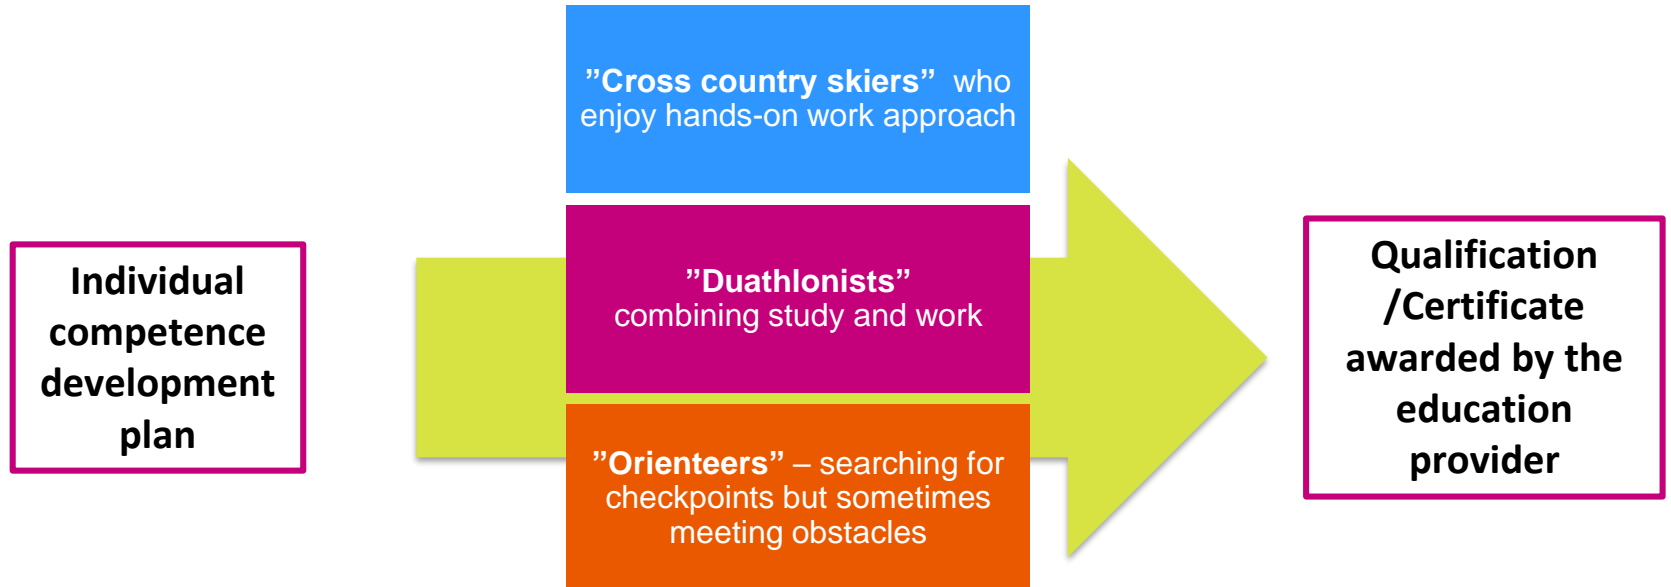 Individual
competence
development
plan
”Cross country skiers”  who
enjoy hands-on work approach
”Duathlonists”
combining study and work
”Orienteers” – searching for
checkpoints but sometimes
meeting obstacles
Qualification
/Certificate
awarded by the
education
provider